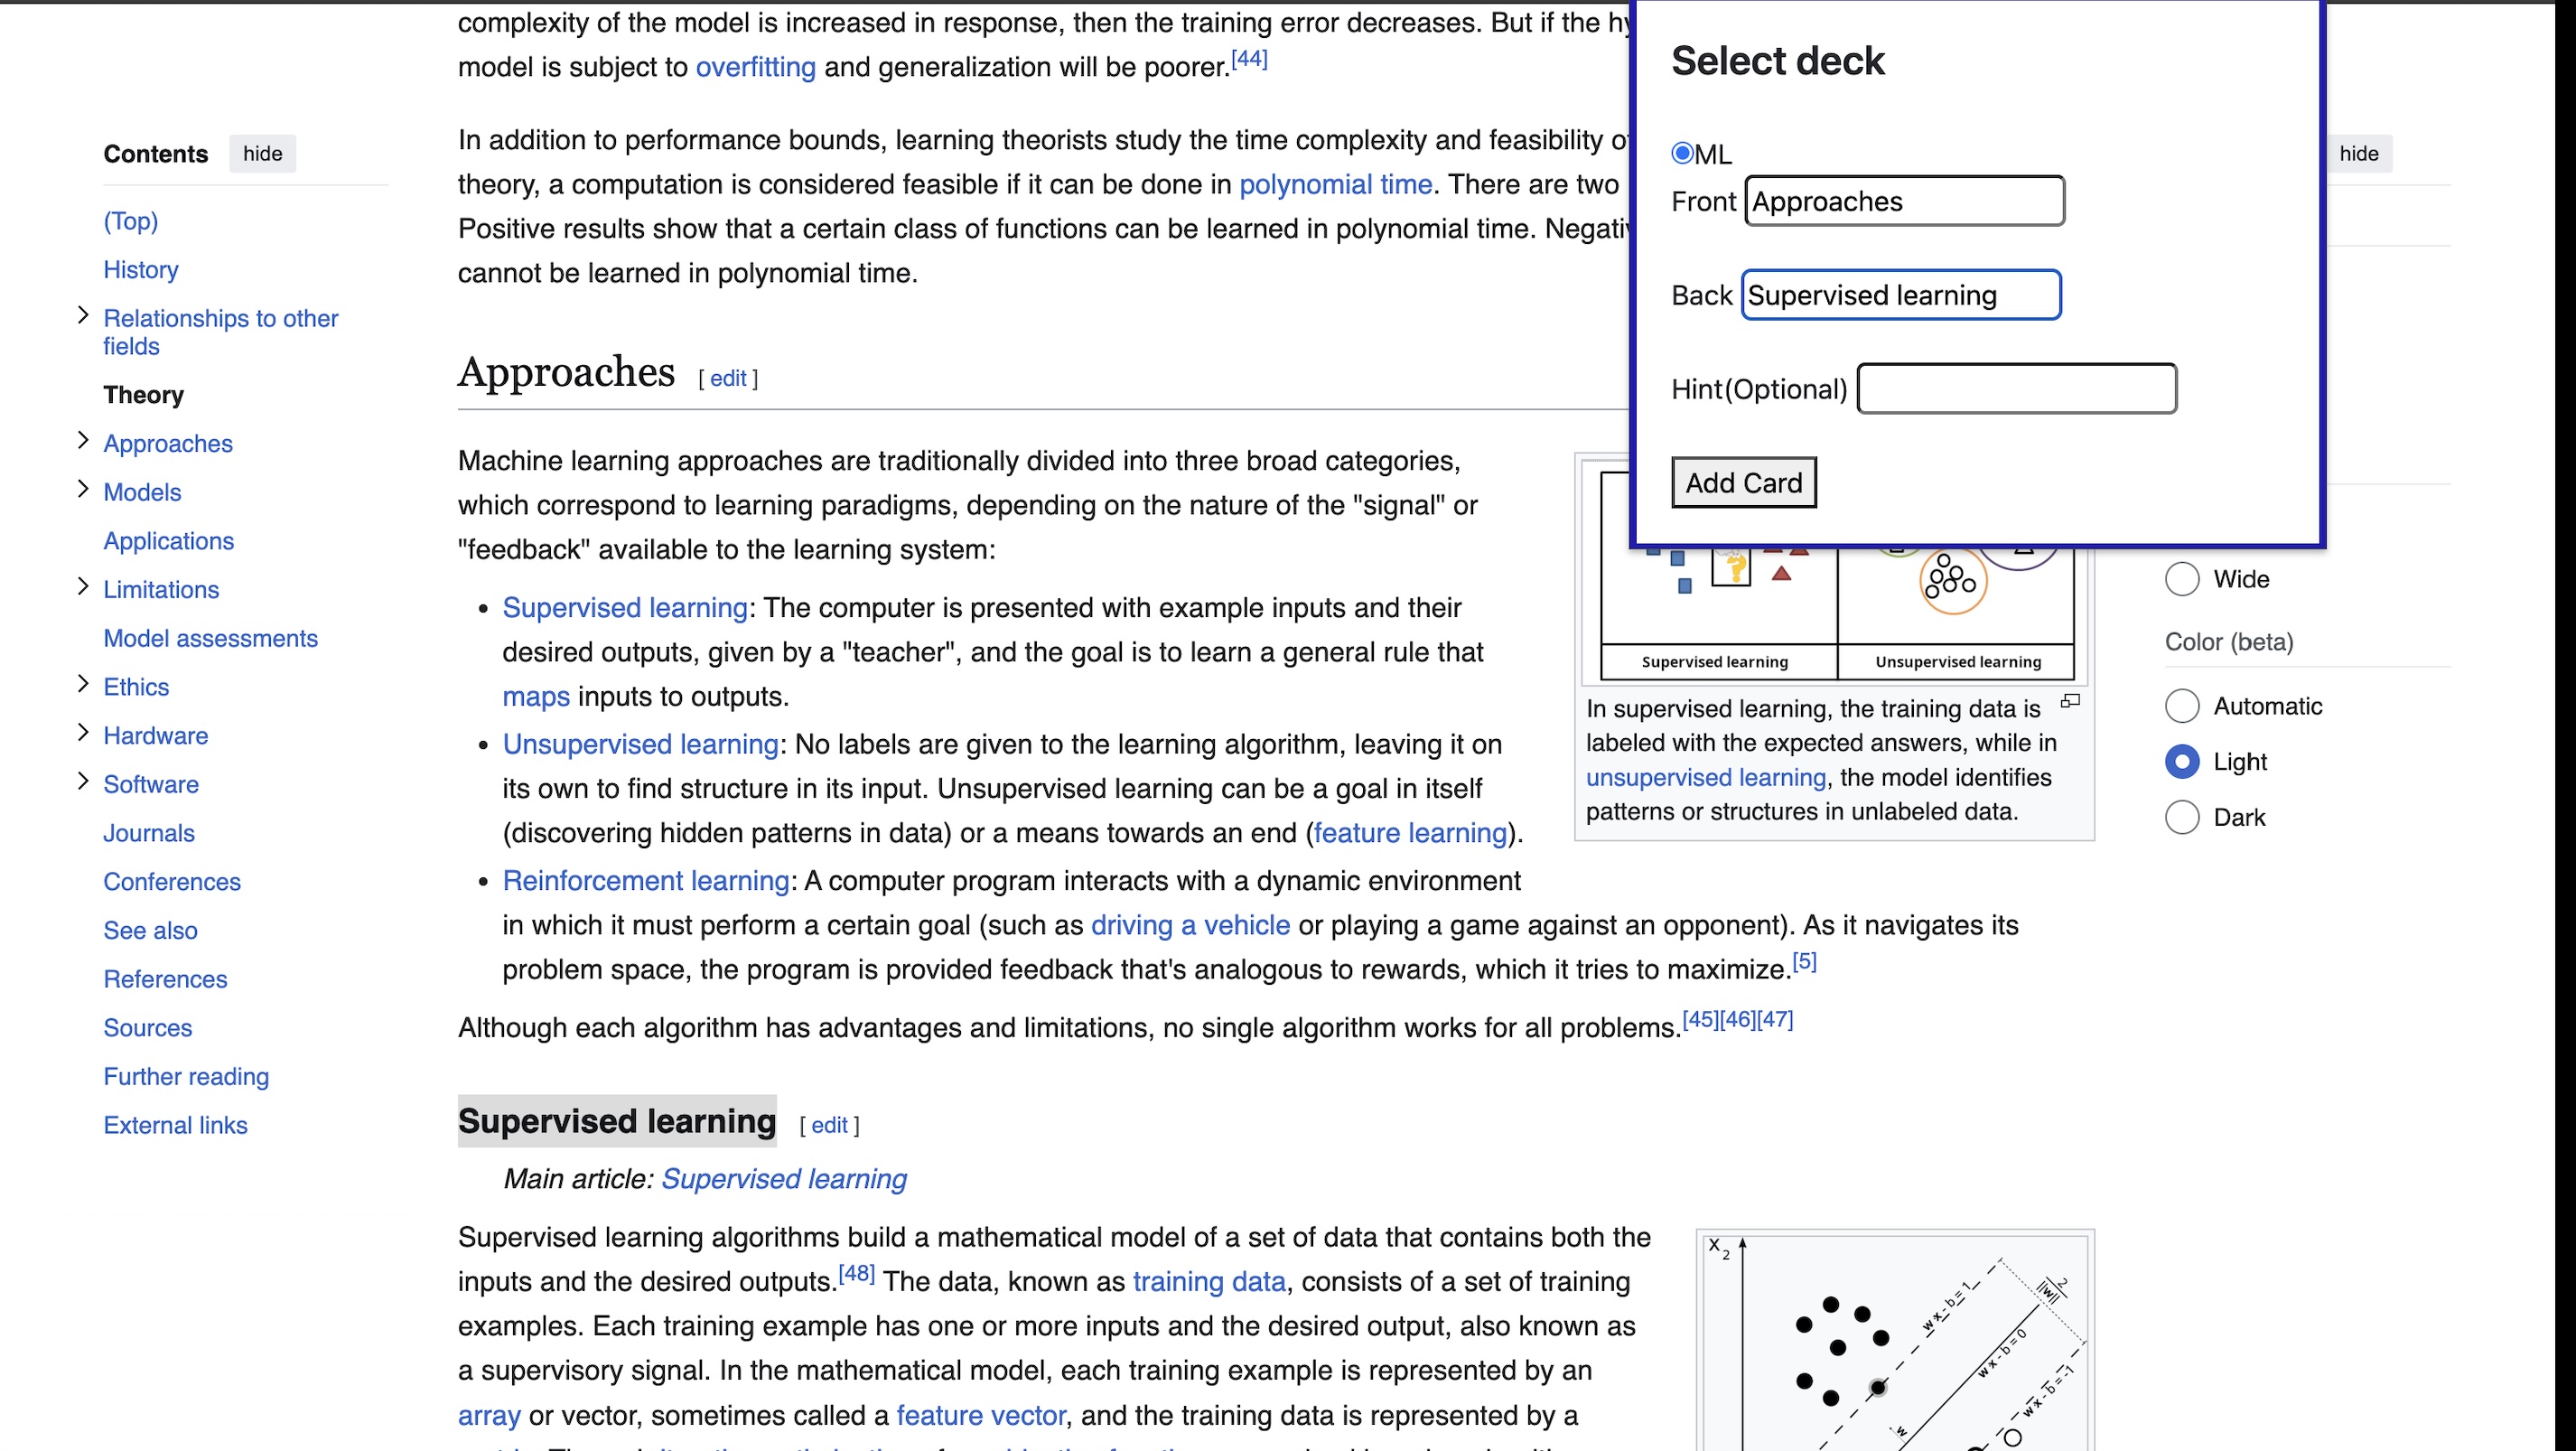 complexity of the model is increased in response, then the training error decreases. But if the
model is subject to overfitting and generalization will be poorer.[44]
In addition to performance bounds, learning theorists study the time complexity and feasibility
theory, a computation is considered feasible if it can be done in polynomial time. There are two
Positive results show that a certain class of functions can be learned in polynomial time.
cannot be learned in polynomial time.
Contents hide
(Top)
History
Relationships to other
fields
Theory
Approaches
Models
Applications
Limitations
Model assessments
Ethics
Hardware
Software
Journals
Conferences
See also
References
Sources
Further reading
External links
Approaches [ edit ]
Machine learning approaches are traditionally divided into three broad categories,
which correspond to learning paradigms, depending on the nature of the "signal" or
"feedback" available to the learning system:
• Supervised learning: The computer is presented with example inputs and their
desired outputs, given by a "teacher", and the goal is to learn a general rule that
maps inputs to outputs.
• Unsupervised learning: No labels are given to the learning algorithm, leaving it on
its own to find structure in its input. Unsupervised learning can be a goal in itself
(discovering hidden patterns in data) or a means towards an end (feature learning).
• Reinforcement learning: A computer program interacts with a dynamic environment
in which it must perform a certain goal (such as driving a vehicle or playing a game against an opponent). As it navigates its
problem space, the program is provided feedback that's analogous to rewards, which it tries to maximize.[5]
Although each algorithm has advantages and limitations, no single algorithm works for all problems.[45][46][47]
Supervised learning [ edit ]
Main article: Supervised learning
Supervised learning algorithms build a mathematical model of a set of data that contains both the
inputs and the desired outputs.[48] The data, known as training data, consists of a set of training
examples. Each training example has one or more inputs and the desired output, also known as
a supervisory signal. In the mathematical model, each training example is represented by an
array or vector, sometimes called a feature vector, and the training data is represented by a
Select deck
ML
Front Approaches
Back Supervised learning
Hint(Optional)
Add Card
Supervised learning
Unsupervised learning
In supervised learning, the training data is
labeled with the expected answers, while in
unsupervised learning, the model identifies
patterns or structures in unlabeled data.
X2
w x - b = 1
2
||w||
w x - b = 0
w x - b = -1
w
hide
Wide
Color (beta)
Automatic
Light
Dark